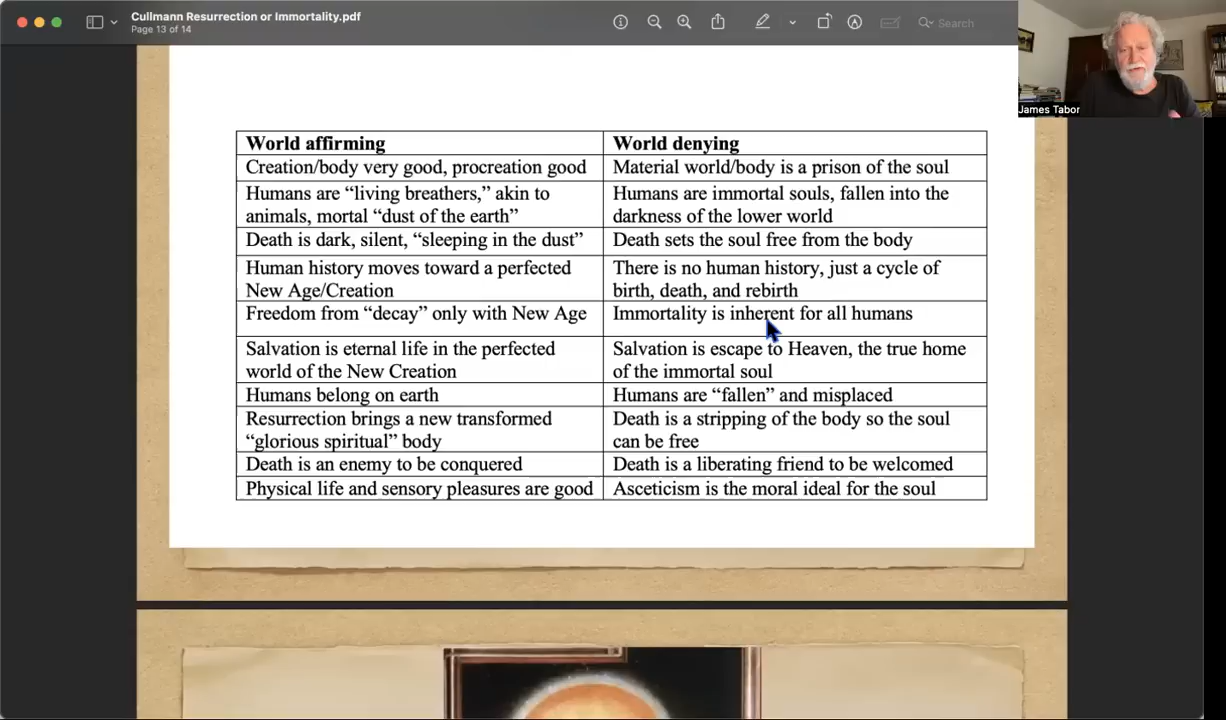 Cullmann Resurrection or Immortality.pdf
Page 13 of 14
Search
James Tabor
World affirming
World denying
Creation/body very good, procreation good
Material world/body is a prison of the soul
Humans are “living breathers,” akin to
animals, mortal “dust of the earth”
Humans are immortal souls, fallen into the
darkness of the lower world
Death is dark, silent, “sleeping in the dust”
Death sets the soul free from the body
Human history moves toward a perfected
New Age/Creation
There is no human history, just a cycle of
birth, death, and rebirth
Freedom from “decay” only with New Age
Immortality is inherent for all humans
Salvation is eternal life in the perfected
world of the New Creation
Salvation is escape to Heaven, the true home
of the immortal soul
Humans belong on earth
Humans are “fallen” and misplaced
Resurrection brings a new transformed
“glorious spiritual” body
Death is a stripping of the body so the soul
can be free
Death is an enemy to be conquered
Death is a liberating friend to be welcomed
Physical life and sensory pleasures are good
Asceticism is the moral ideal for the soul